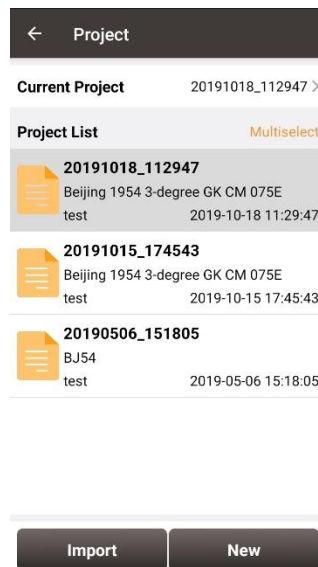 Project
Current Project 20191018_112947
Project List Multiselect
20191018_112947
Beijing 1954 3-degree GK CM 075E
test 2019-10-18 11:29:47
20191015_174543
Beijing 1954 3-degree GK CM 075E
test 2019-10-15 17:45:43
20190506_151805
BJ54
test 2019-05-06 15:18:05
Import New